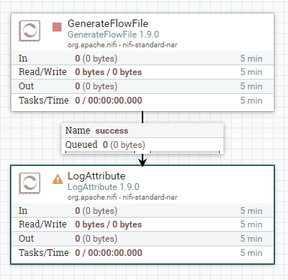 GenerateFlowFile
GenerateFlowFile 1.9.0
org.apache.nifi - nifi-standard-nar
In 0 (0 bytes) 5 min
Read/Write 0 bytes / 0 bytes 5 min
Out 0 (0 bytes) 5 min
Tasks/Time 0 / 00:00:00.000 5 min
Name success
Queued 0 (0 bytes)
LogAttribute
LogAttribute 1.9.0
org.apache.nifi - nifi-standard-nar
In 0 (0 bytes) 5 min
Read/Write 0 bytes / 0 bytes 5 min
Out 0 (0 bytes) 5 min
Tasks/Time 0 / 00:00:00.000 5 min